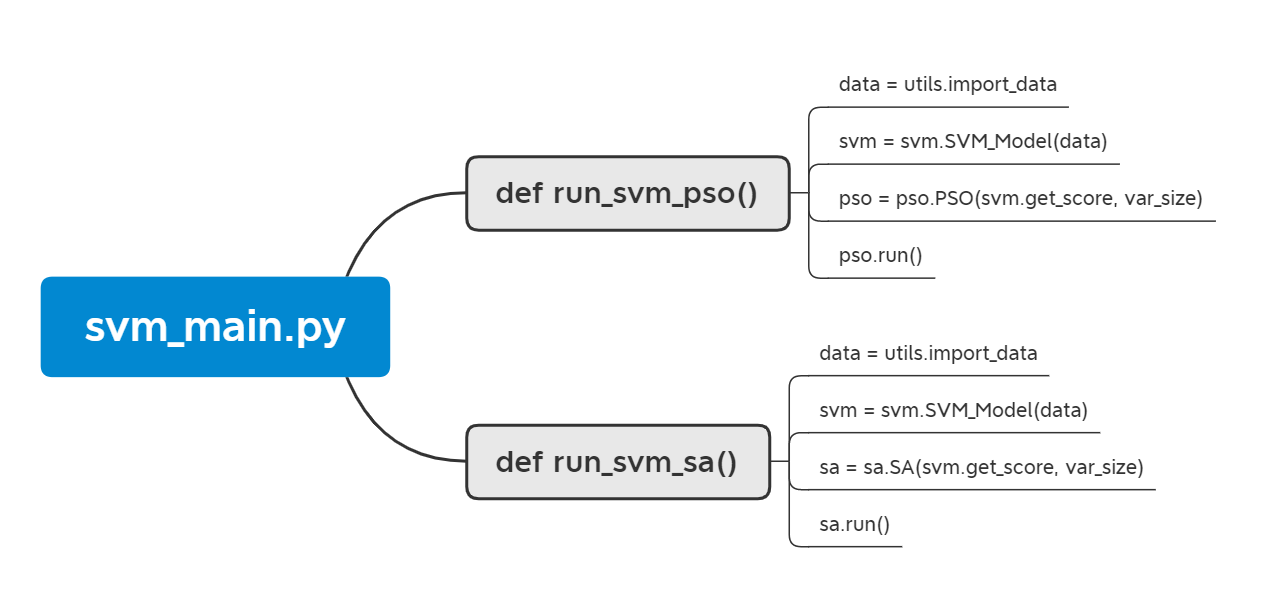 svm_main.py
def run_svm_pso()
data = utils.import_data
svm = svm.SVM_Model(data)
pso = pso.PSO(svm.get_score, var_size)
pso.run()
def run_svm_sa()
data = utils.import_data
svm = svm.SVM_Model(data)
sa = sa.SA(svm.get_score, var_size)
sa.run()